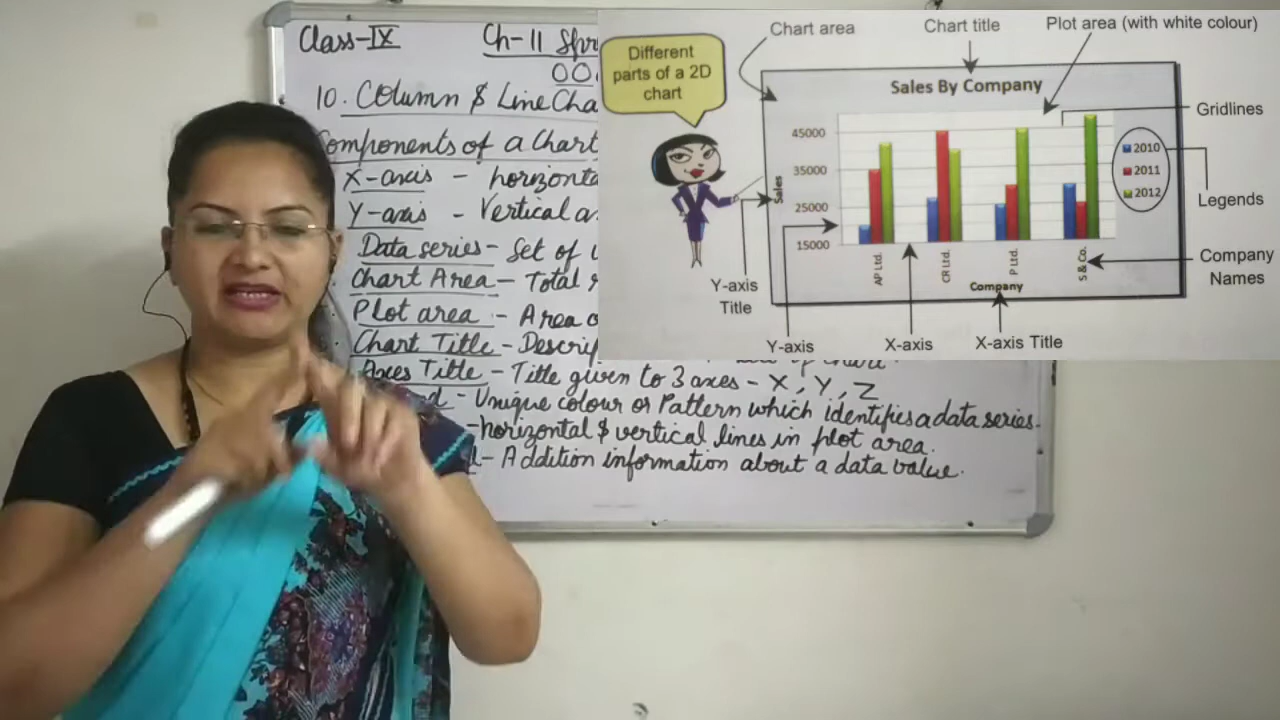 Class-IX
Ch-11
10. Column & Line Cha
Components of a Chart
X-axis - horizonta
Y-axis - Vertical a
Data series - Set of
Chart Area - Total
Plot area - Area o
Chart Title - Descrip
Axes Title - Title given to 3 axes - X, Y, Z
- Unique colour or Pattern which identifies a data series.
- horizontal & vertical lines in plot area.
- Addition information about a data value.
Different
parts of a 2D
chart
Chart area
Chart title
Plot area (with white colour)
Sales By Company
Gridlines
45000
35000
25000
15000
Sales
2010
2011
2012
Legends
AP Ltd.
CR Ltd.
P Ltd.
S & Co.
Company
Company
Names
Y-axis
Title
Y-axis
X-axis
X-axis Title